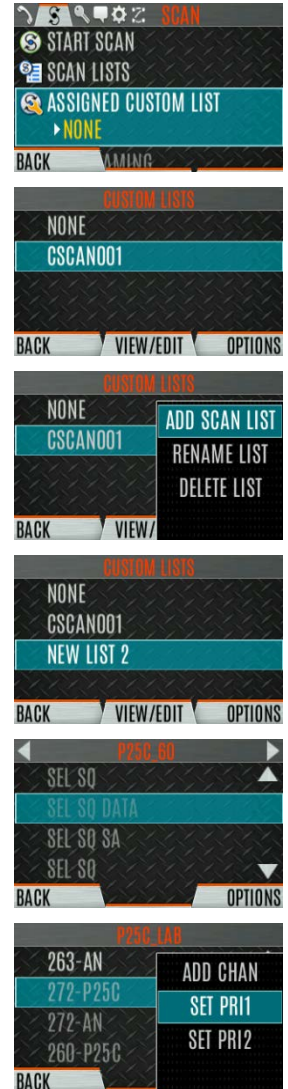 SCAN
START SCAN
SCAN LISTS
ASSIGNED CUSTOM LIST
NONE
BACK
CUSTOM LISTS
NONE
CSCAN001
BACK VIEW/EDIT OPTIONS
CUSTOM LISTS
NONE
CSCAN001
ADD SCAN LIST
RENAME LIST
DELETE LIST
BACK VIEW/
CUSTOM LISTS
NONE
CSCAN001
NEW LIST 2
BACK VIEW/EDIT OPTIONS
P25C_60
SEL SQ
SEL SQ DATA
SEL SQ SA
SEL SQ
BACK OPTIONS
P25C_LAB
263-AN
272-P25C
272-AN
260-P25C
ADD CHAN
SET PRI1
SET PRI2
BACK